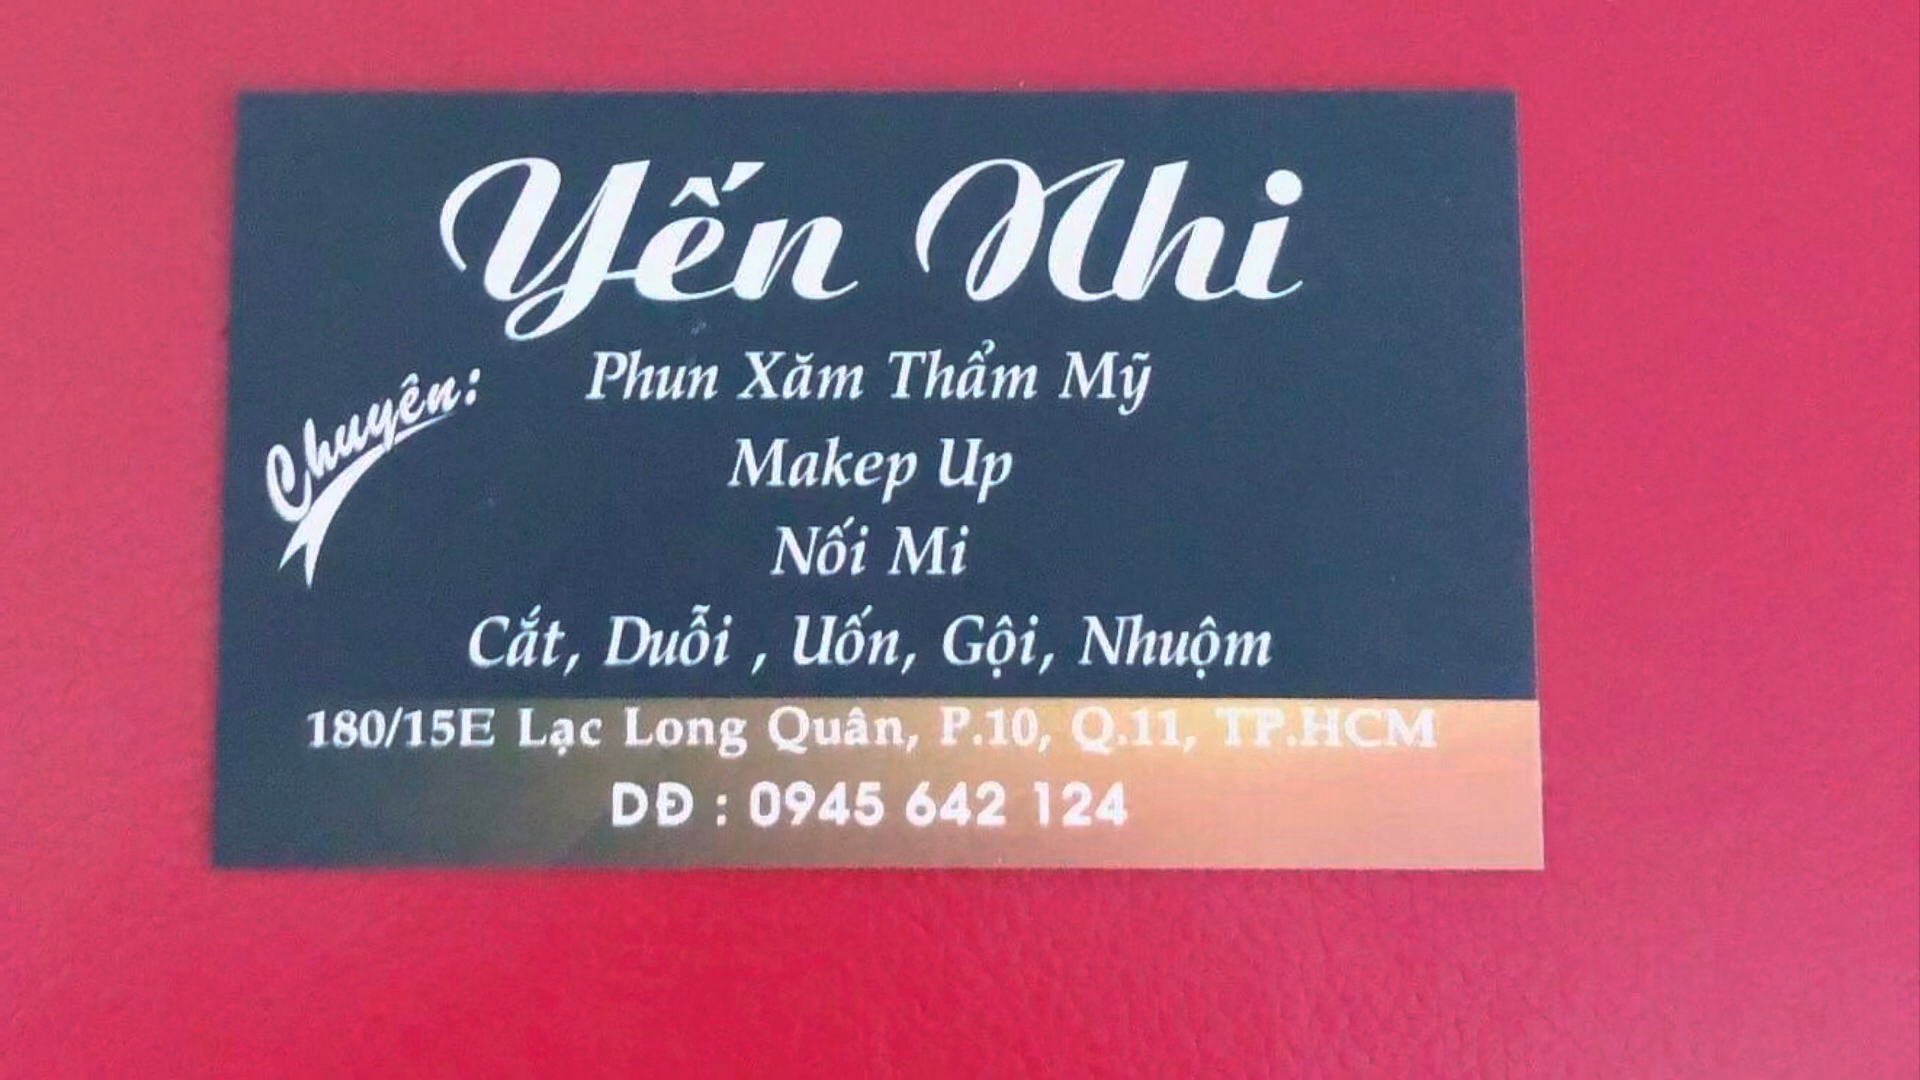 Yến Nhi
Chuyên:
Phun Xăm Thẩm Mỹ
Makep Up
Nối Mi
Cắt, Duỗi , Uốn, Gội, Nhuộm
180/15E Lạc Long Quân, P.10, Q.11, TP.HCM
DĐ : 0945 642 124